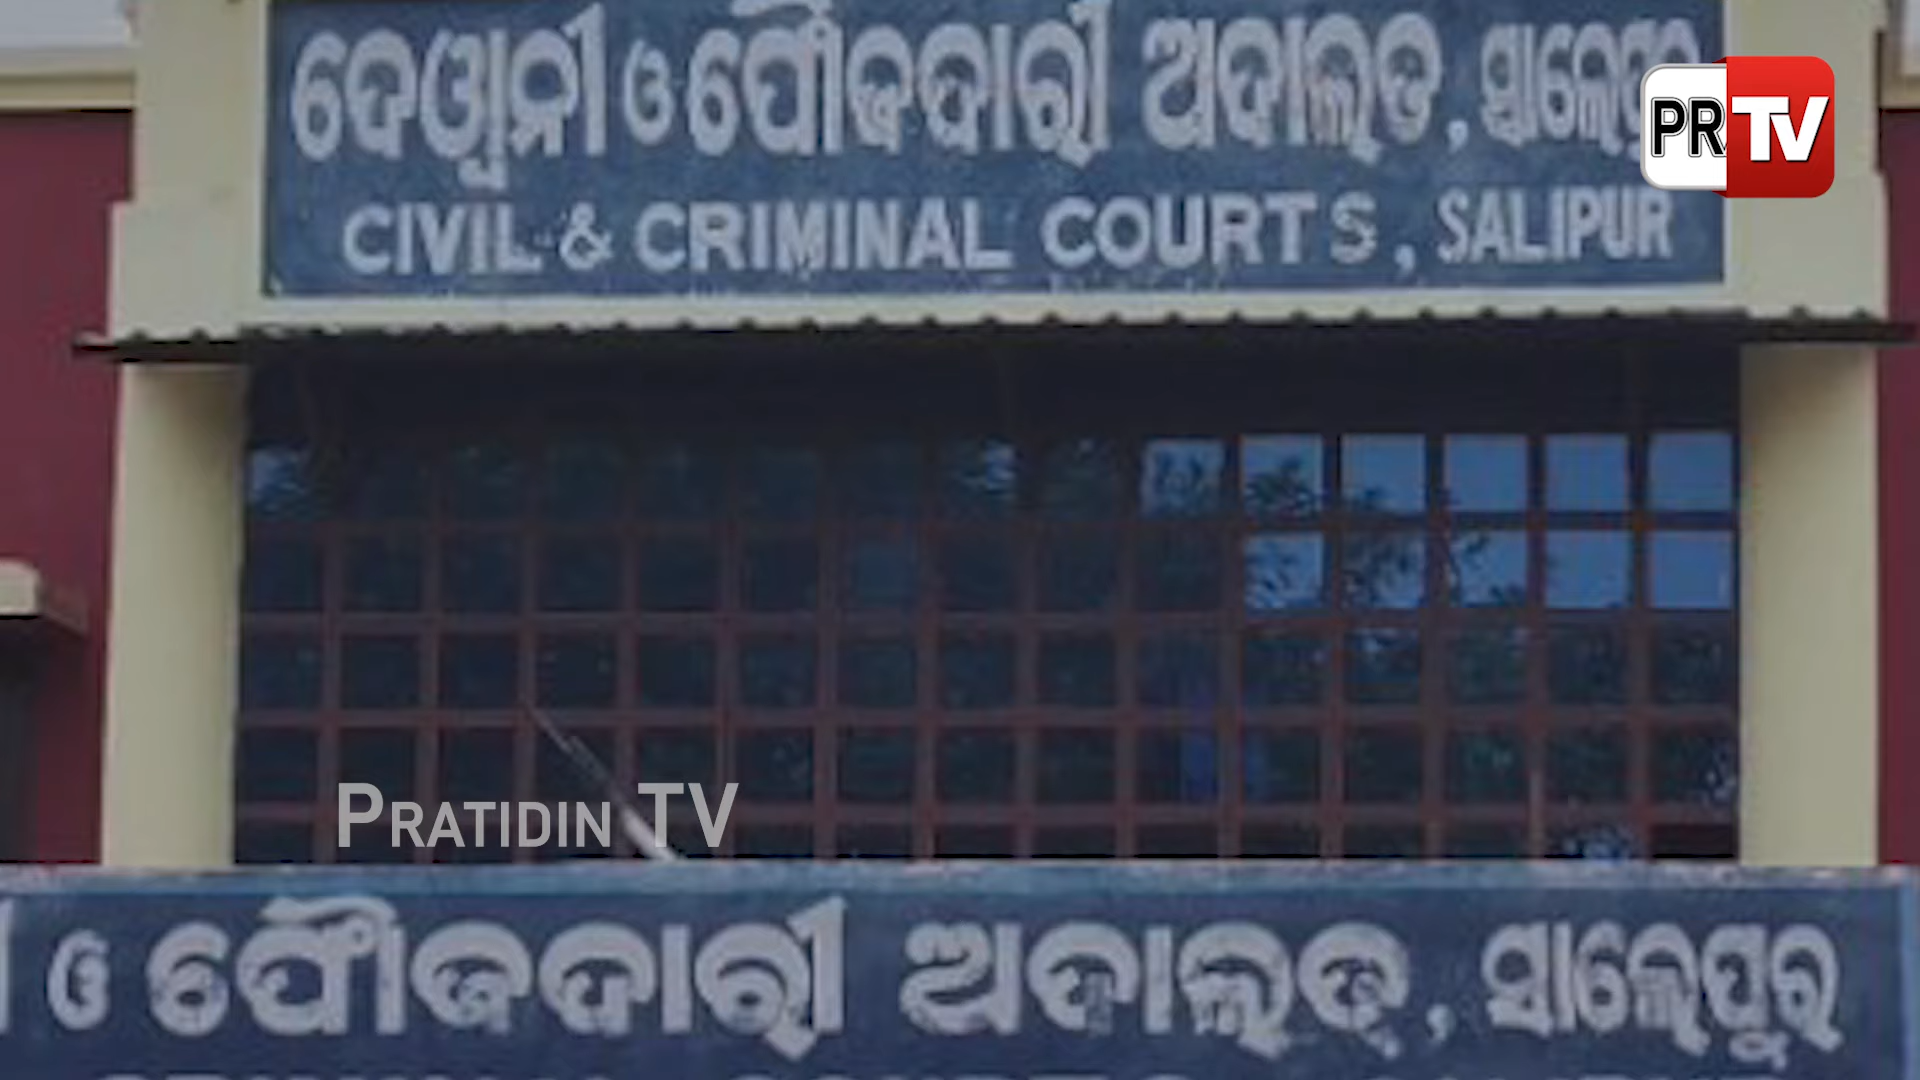 ଦେୱାନୀ ଓ ଫୌଜଦାରୀ ଅଦାଲତ, ସାଲେପୁର
PRTV
CIVIL & CRIMINAL COURTS, SALIPUR
PRATIDIN TV
ଓ ଫୌଜଦାରୀ ଅଦାଲତ, ସାଲେପୁର